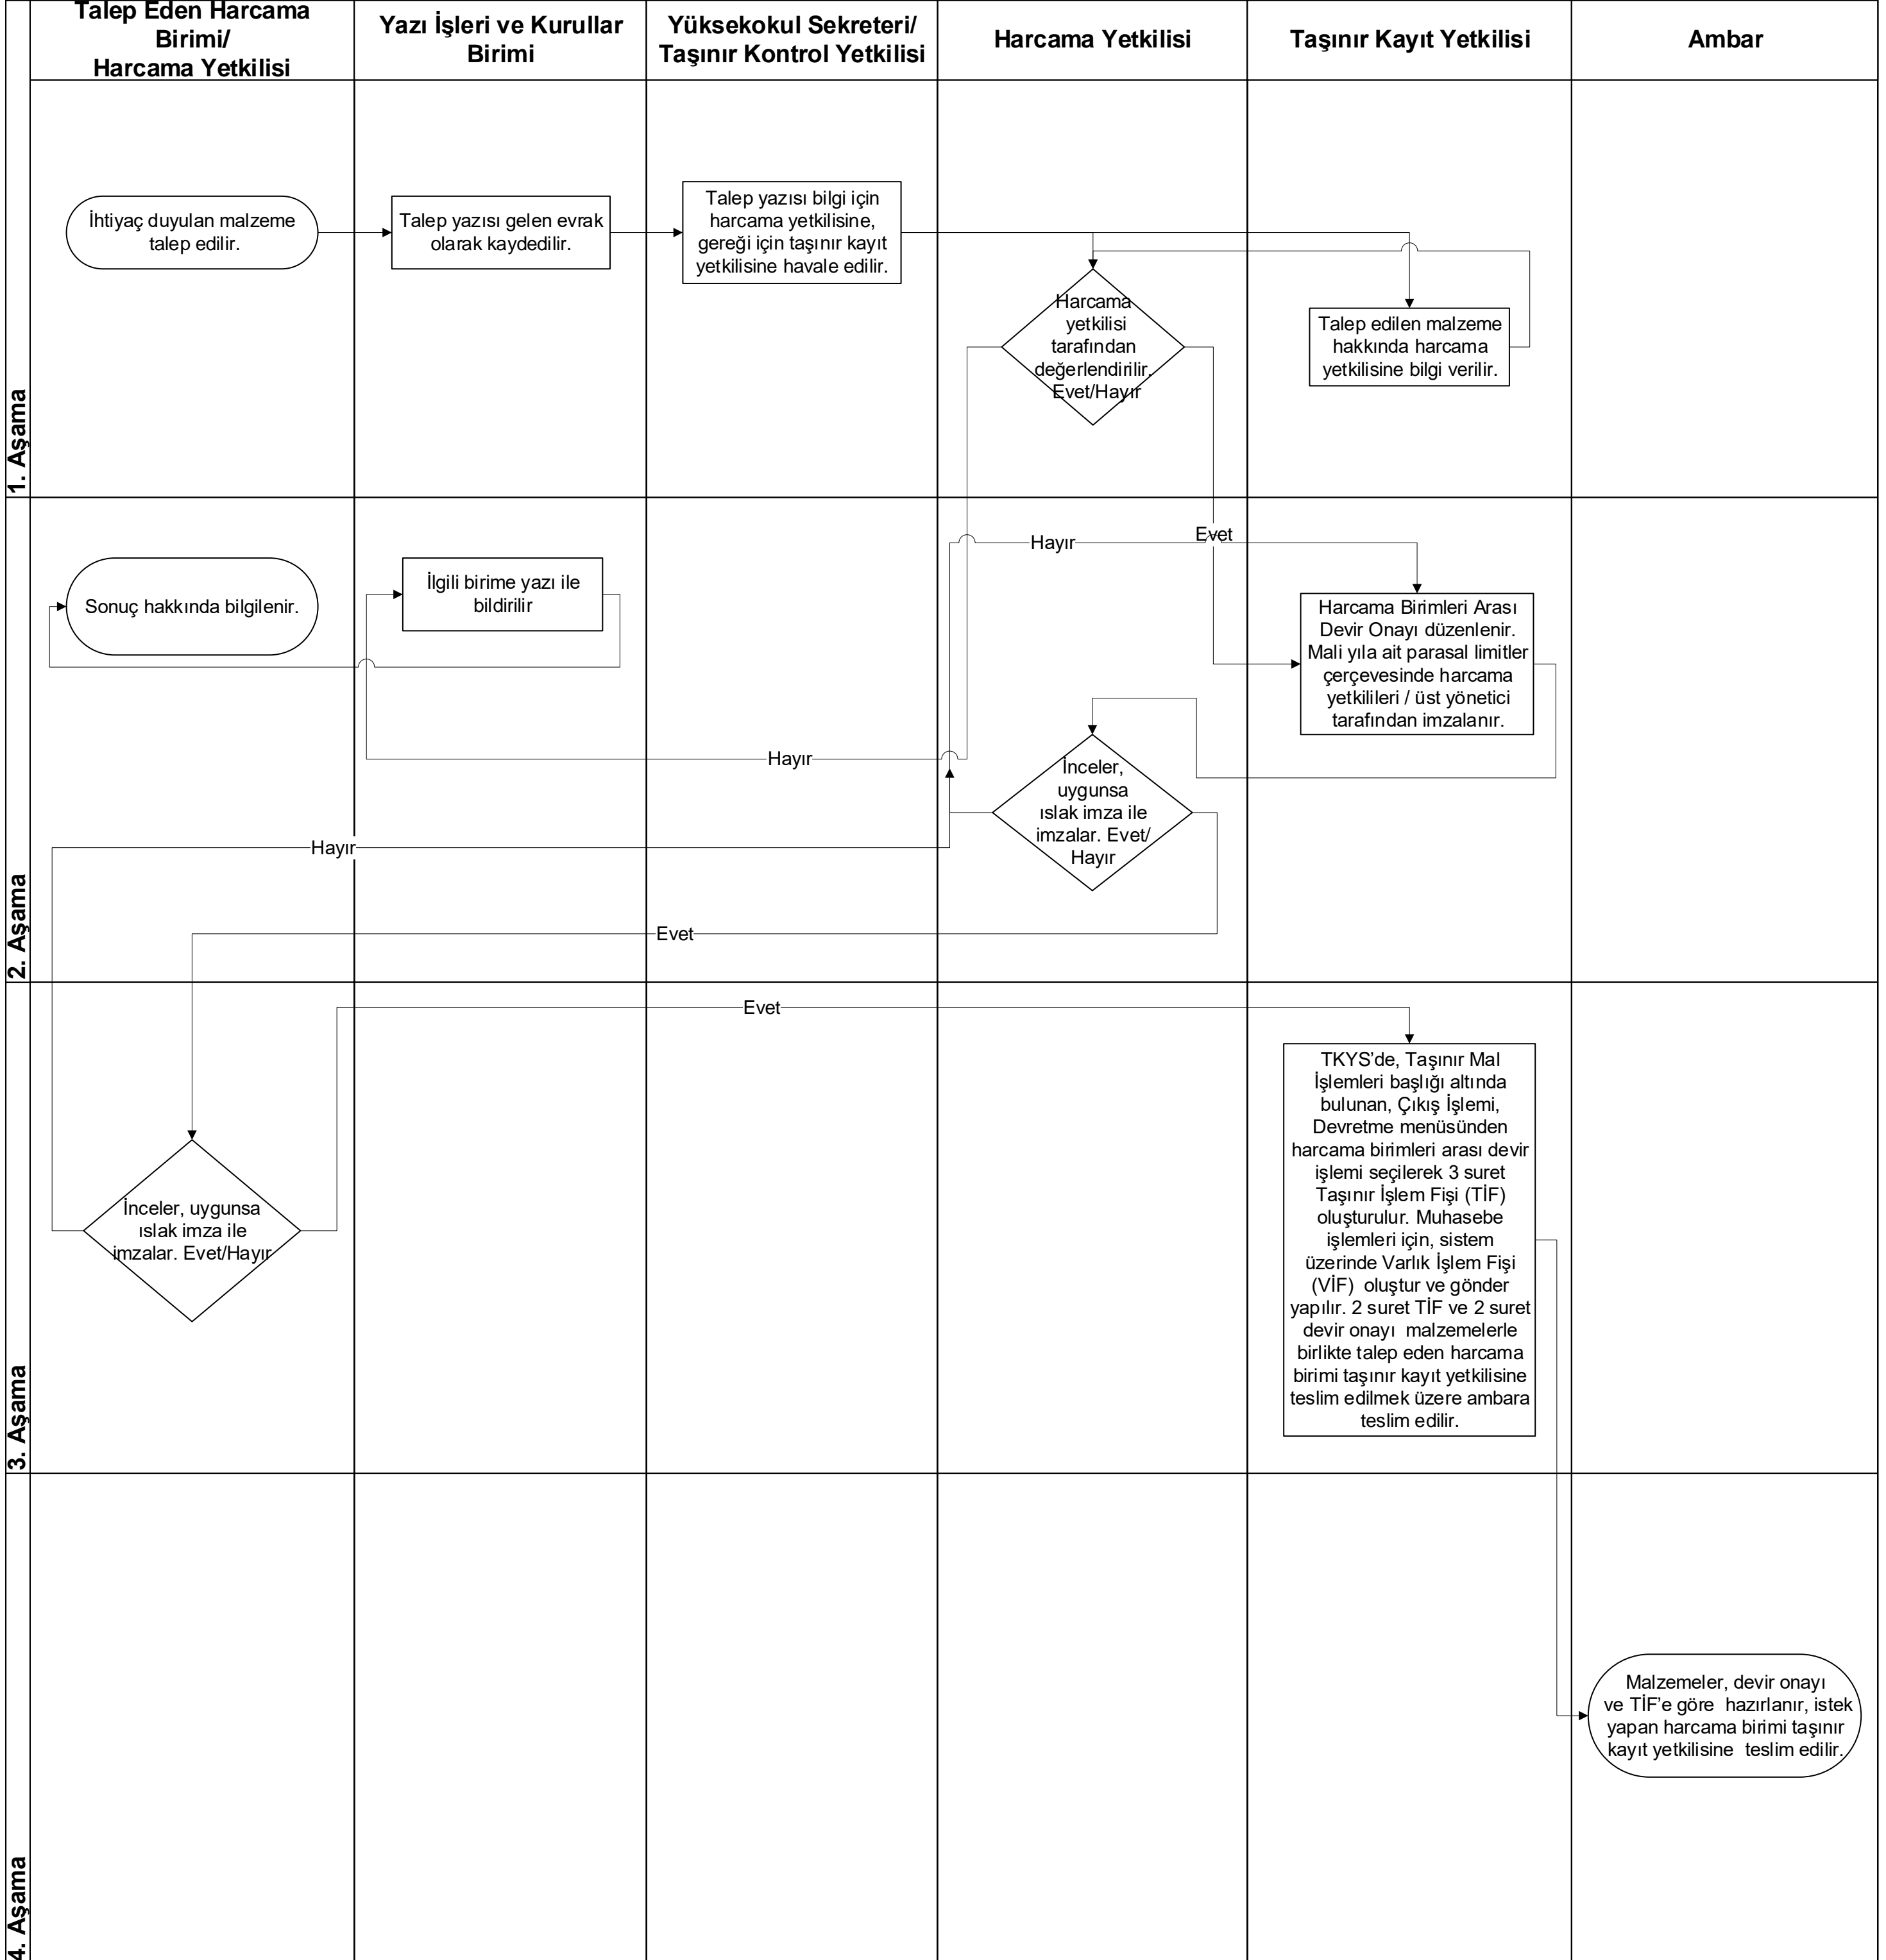 Talep Eden Harcama
Birimi/
Harcama Yetkilisi
Yazı İşleri ve Kurullar
Birimi
Yüksekokul Sekreteri/
Taşınır Kontrol Yetkilisi
Harcama Yetkilisi
Taşınır Kayıt Yetkilisi
Ambar
1. Aşama
İhtiyaç duyulan malzeme
talep edilir.
Talep yazısı gelen evrak
olarak kaydedilir.
Talep yazısı bilgi için
harcama yetkilisine,
gereği için taşınır kayıt
yetkilisine havale edilir.
Harcama
yetkilisi
tarafından
değerlendirilir.
Evet/Hayır
Talep edilen malzeme
hakkında harcama
yetkilisine bilgi verilir.
2. Aşama
Sonuç hakkında bilgilenir.
İlgili birime yazı ile
bildirilir
Hayır
Evet
Harcama Birimleri Arası
Devir Onayı düzenlenir.
Mali yıla ait parasal limitler
çerçevesinde harcama
yetkilileri / üst yönetici
tarafından imzalanır.
Hayır
İnceler,
uygunsa
ıslak imza ile
imzalar. Evet/
Hayır
Hayır
Evet
3. Aşama
Evet
İnceler, uygunsa
ıslak imza ile
imzalar. Evet/Hayır
TKYS’de, Taşınır Mal
İşlemleri başlığı altında
bulunan, Çıkış İşlemi,
Devretme menüsünden
harcama birimleri arası devir
işlemi seçilerek 3 suret
Taşınır İşlem Fişi (TİF)
oluşturulur. Muhasebe
işlemleri için, sistem
üzerinde Varlık İşlem Fişi
(VİF)  oluştur ve gönder
yapılır. 2 suret TİF ve 2 suret
devir onayı  malzemelerle
birlikte talep eden harcama
birimi taşınır kayıt yetkilisine
teslim edilmek üzere ambara
teslim edilir.
4. Aşama
Malzemeler, devir onayı
ve TİF’e göre  hazırlanır, istek
yapan harcama birimi taşınır
kayıt yetkilisine  teslim edilir.